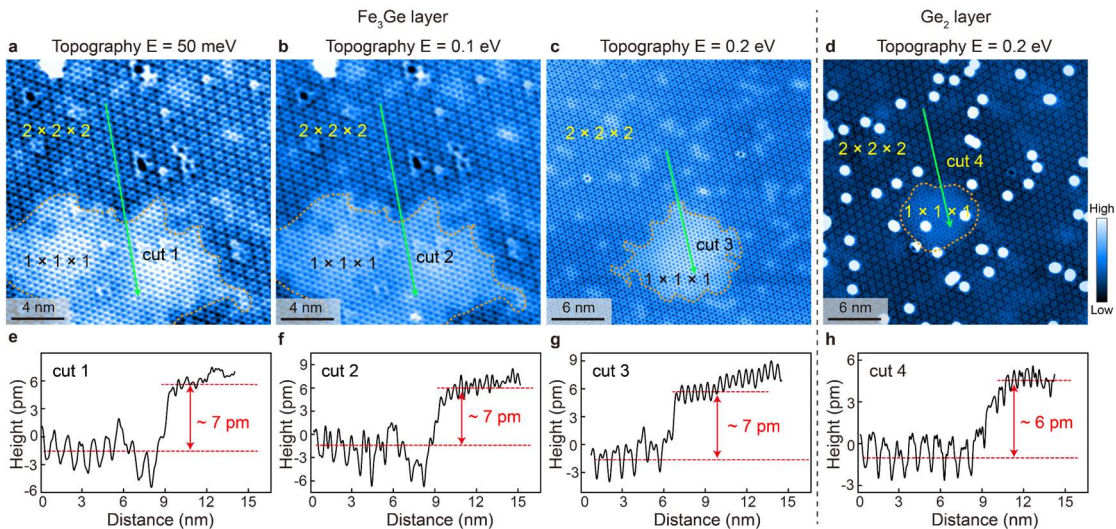 Fe₃Ge layer
Ge₂ layer
a Topography E = 50 meV
b Topography E = 0.1 eV
c Topography E = 0.2 eV
d Topography E = 0.2 eV
2 × 2 × 2
cut 1
1 × 1 × 1
4 nm
2 × 2 × 2
cut 2
1 × 1 × 1
4 nm
2 × 2 × 2
cut 3
1 × 1 × 1
6 nm
2 × 2 × 2
cut 4
1 × 1 × 1
6 nm
High
Low
e
cut 1
~ 7 pm
Height (pm)
6
3
0
-3
-6
0 3 6 9 12 15
Distance (nm)
f
cut 2
~ 7 pm
Height (pm)
9
6
3
0
-3
-6
0 3 6 9 12 15
Distance (nm)
g
cut 3
~ 7 pm
Height (pm)
9
6
3
0
-3
0 3 6 9 12 15
Distance (nm)
h
cut 4
~ 6 pm
Height (pm)
6
3
0
-3
0 3 6 9 12 15
Distance (nm)